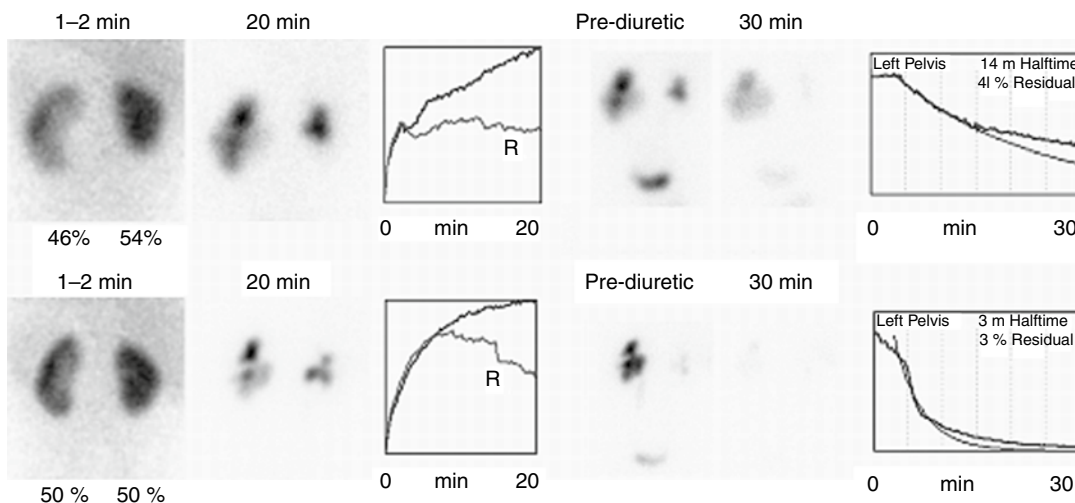 1–2 min 20 min Pre-diuretic 30 min
Left Pelvis 14 m Halftime
41 % Residual
R
0 min 20 0 min 30
46% 54%
1–2 min 20 min Pre-diuretic 30 min
Left Pelvis 3 m Halftime
3 % Residual
R
0 min 20 0 min 30
50 % 50 %